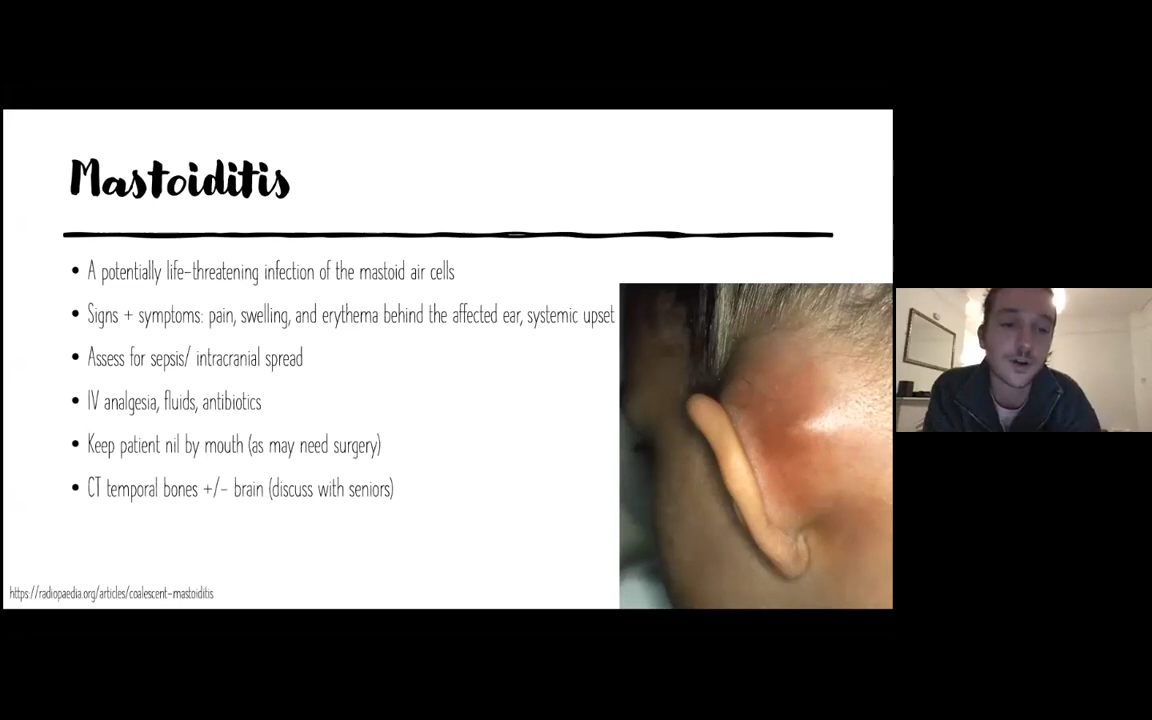 Mastoiditis
• A potentially life-threatening infection of the mastoid air cells
• Signs + symptoms: pain, swelling, and erythema behind the affected ear, systemic upset
• Assess for sepsis/ intracranial spread
• IV analgesia, fluids, antibiotics
• Keep patient nil by mouth (as may need surgery)
• CT temporal bones +/- brain (discuss with seniors)
https://radiopaedia.org/articles/coalescent-mastoiditis